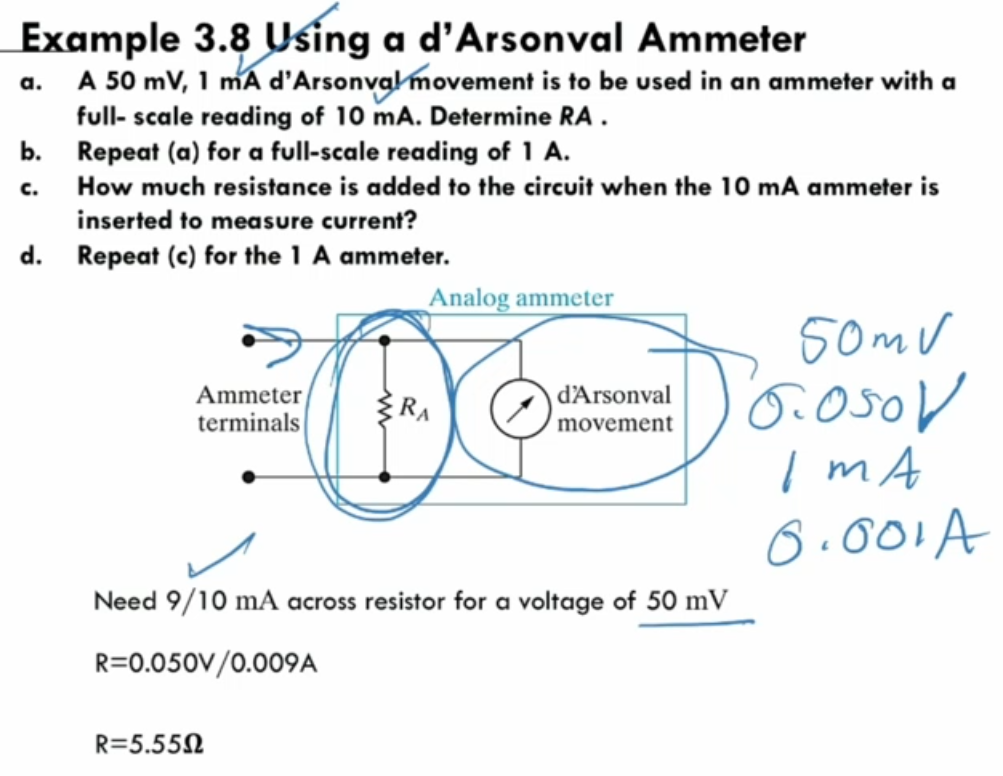 Example 3.8 Using a d’Arsonval Ammeter
a. A 50 mV, 1 mA d’Arsonval movement is to be used in an ammeter with a
full- scale reading of 10 mA. Determine RA .
b. Repeat (a) for a full-scale reading of 1 A.
c. How much resistance is added to the circuit when the 10 mA ammeter is
inserted to measure current?
d. Repeat (c) for the 1 A ammeter.
Analog ammeter
Ammeter
terminals
R_A
d’Arsonval
movement
50mV
0.050V
1 mA
0.001A
Need 9/10 mA across resistor for a voltage of 50 mV
R=0.050V/0.009A
R=5.55Ω